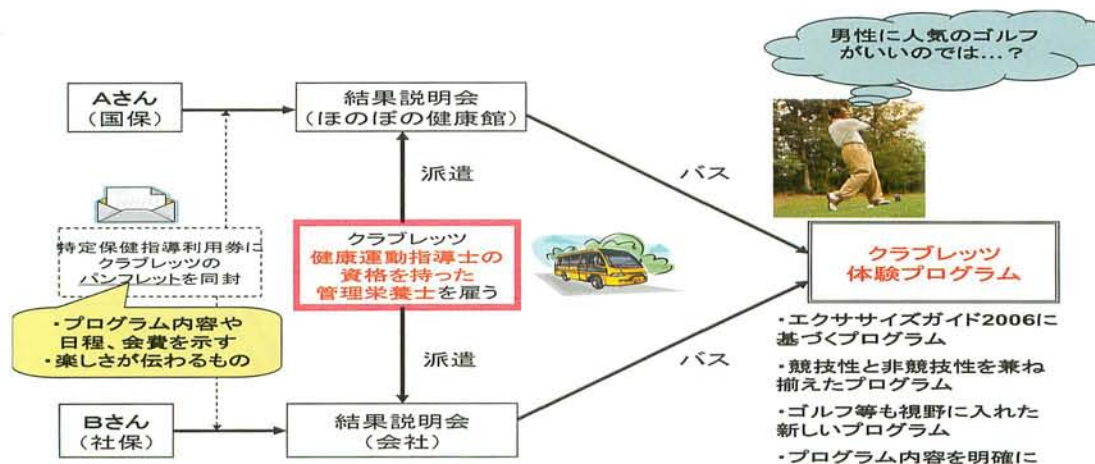 男性に人気のゴルフ
がいいのでは…？
Aさん
（国保）
結果説明会
（ほのぼの健康館）
派遣
バス
特定保健指導利用券に
クラブレッツの
パンフレットを同封
クラブレッツ
健康運動指導士の
資格を持った
管理栄養士を雇う
クラブレッツ
体験プログラム
・プログラム内容や
日程、会費を示す
・楽しさが伝わるもの
派遣
バス
Bさん
（社保）
結果説明会
（会社）
・エクササイズガイド2006に
基づくプログラム
・競技性と非競技性を兼ね
揃えたプログラム
・ゴルフ等も視野に入れた
新しいプログラム
・プログラム内容を明確に